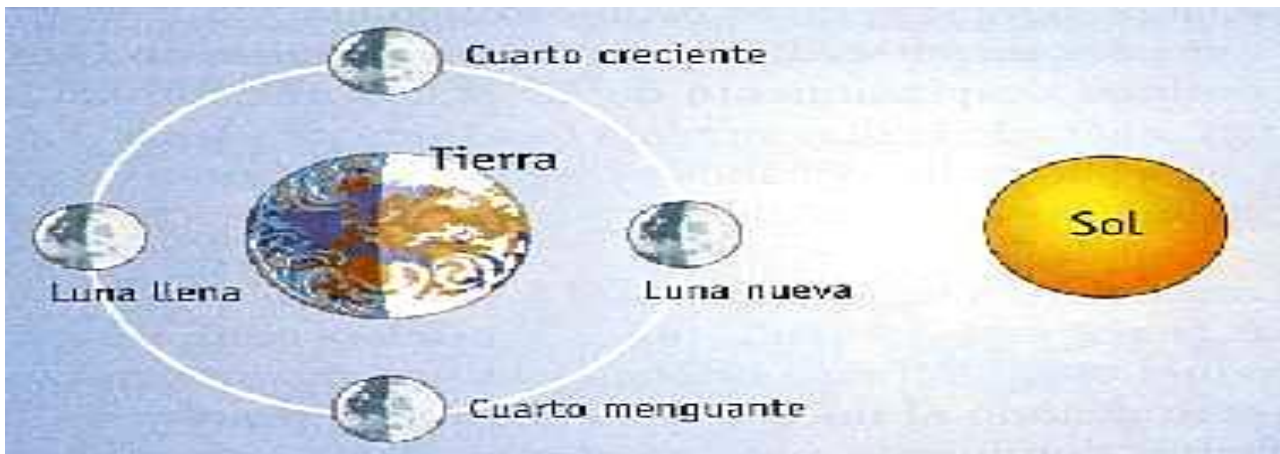 Cuarto creciente
Tierra
Sol
Luna llena
Luna nueva
Cuarto menguante